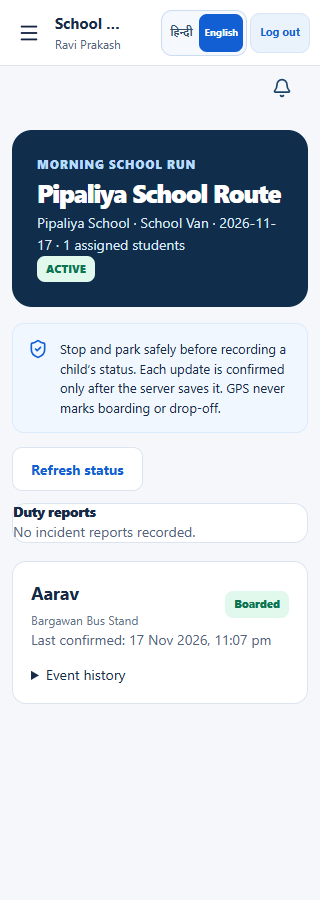 School ...
Ravi Prakash
हिन्दी
English
Log out
MORNING SCHOOL RUN
Pipaliya School Route
Pipaliya School · School Van · 2026-11-
17 · 1 assigned students
ACTIVE
Stop and park safely before recording a
child's status. Each update is confirmed
only after the server saves it. GPS never
marks boarding or drop-off.
Refresh status
Duty reports
No incident reports recorded.
Aarav
Boarded
Bargawan Bus Stand
Last confirmed: 17 Nov 2026, 11:07 pm
Event history